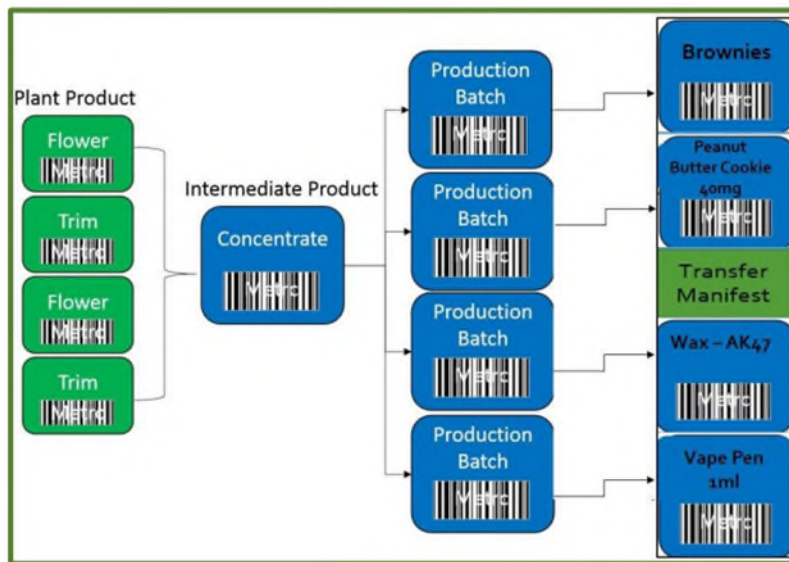 Plant Product
Flower
Metrc
Trim
Metrc
Flower
Metrc
Trim
Metrc
Intermediate Product
Concentrate
Metrc
Production
Batch
Metrc
Production
Batch
Metrc
Production
Batch
Metrc
Production
Batch
Metrc
Brownies
Metrc
Peanut
Butter Cookie
40mg
Metrc
Transfer
Manifest
Wax – AK47
Metrc
Vape Pen
1ml
Metrc